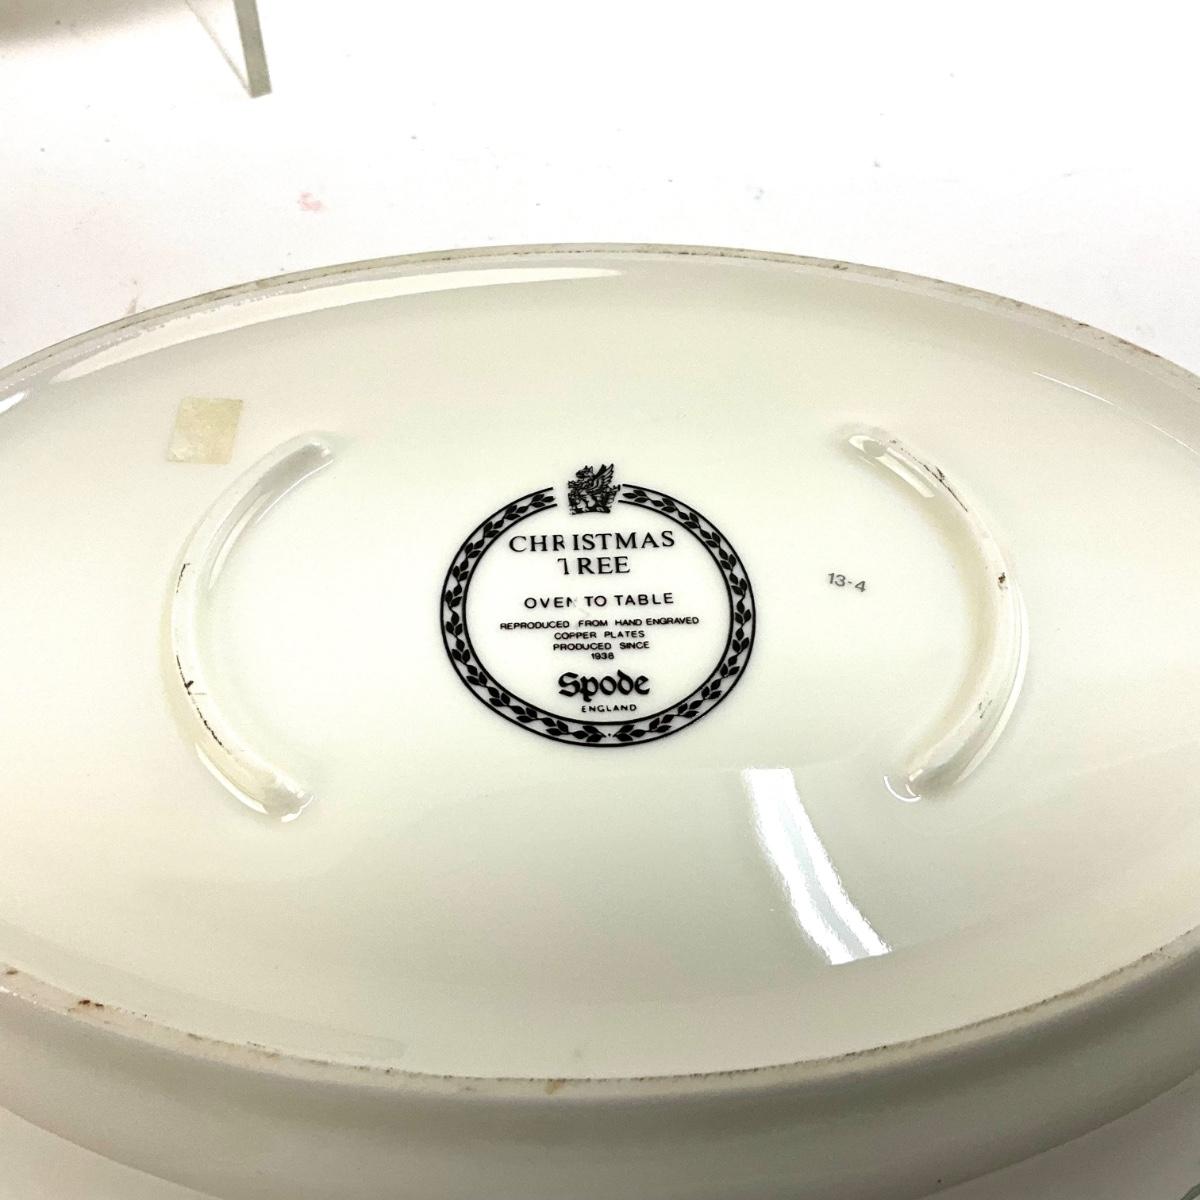 CHRISTMAS
TREE
OVEN TO TABLE
REPRODUCED FROM HAND ENGRAVED
COPPER PLATES
PRODUCED SINCE
1938
Spode
ENGLAND
13-4